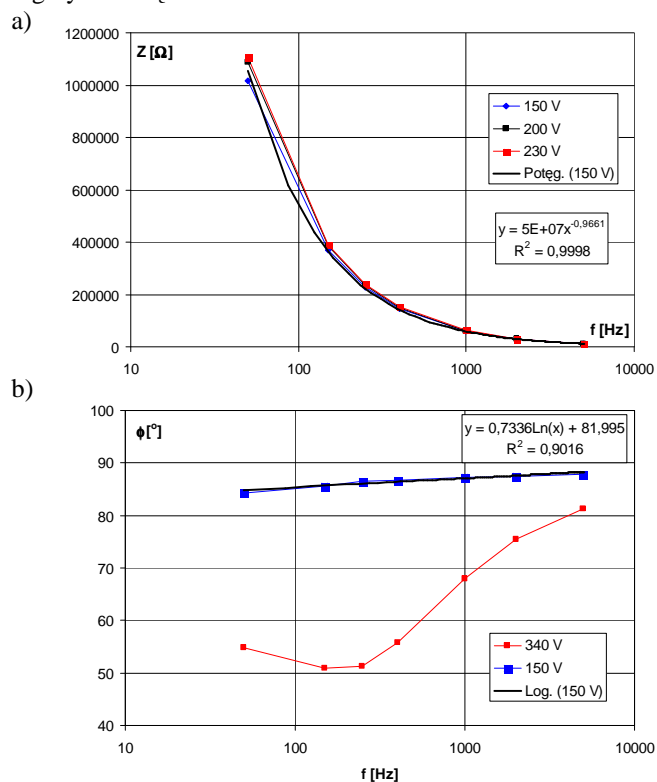 a)
Z [Ω]
1200000
1000000
800000
600000
400000
200000
0
150 V
200 V
230 V
Potęg. (150 V)
y = 5E+07x^-0,9661
R² = 0,9998
f [Hz]
10
100
1000
10000
b)
ϕ[°]
100
90
80
70
60
50
40
y = 0,7336Ln(x) + 81,995
R² = 0,9016
340 V
150 V
Log. (150 V)
10
100
1000
10000
f [Hz]